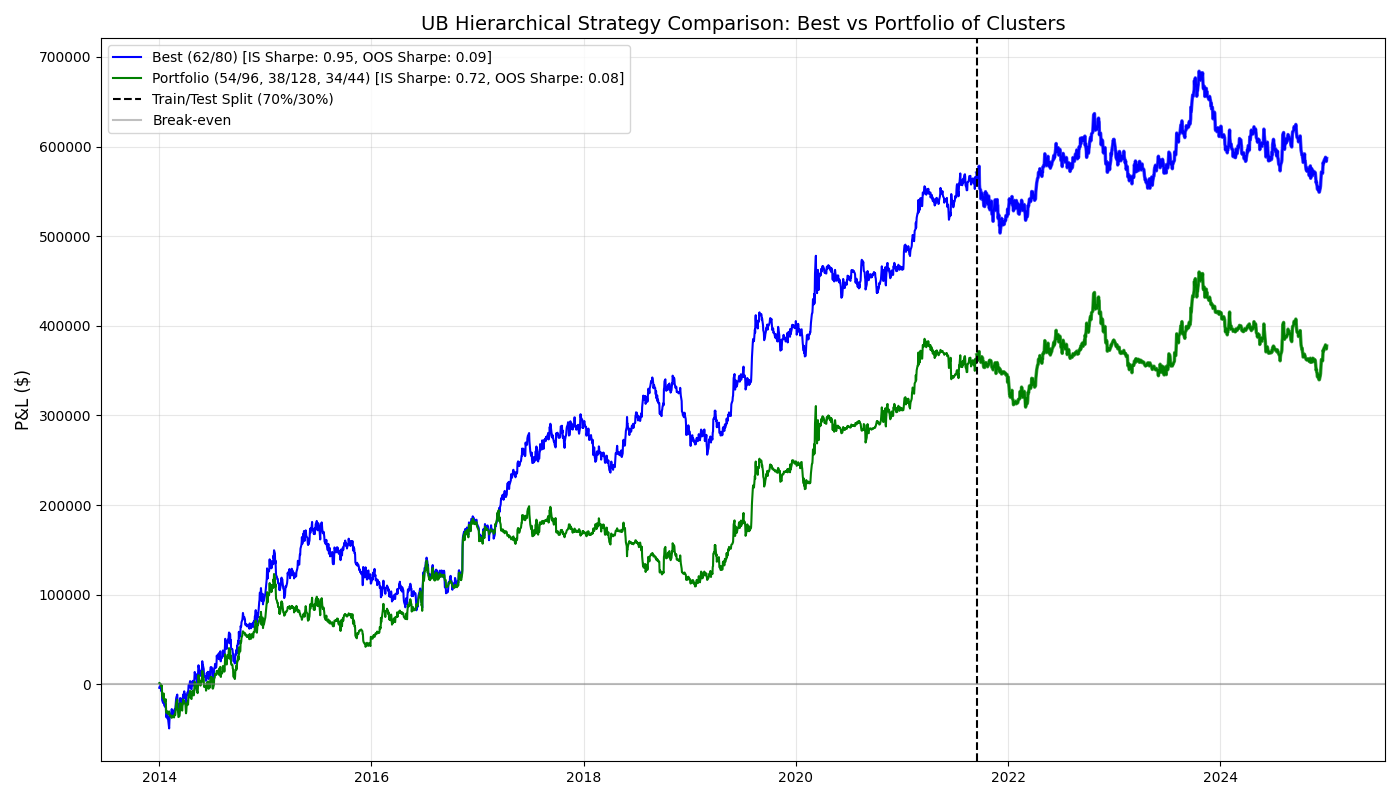 UB Hierarchical Strategy Comparison: Best vs Portfolio of Clusters
Best (62/80) [IS Sharpe: 0.95, OOS Sharpe: 0.09]
Portfolio (54/96, 38/128, 34/44) [IS Sharpe: 0.72, OOS Sharpe: 0.08]
Train/Test Split (70%/30%)
Break-even
P&L ($)
700000
600000
500000
400000
300000
200000
100000
0
2014 2016 2018 2020 2022 2024